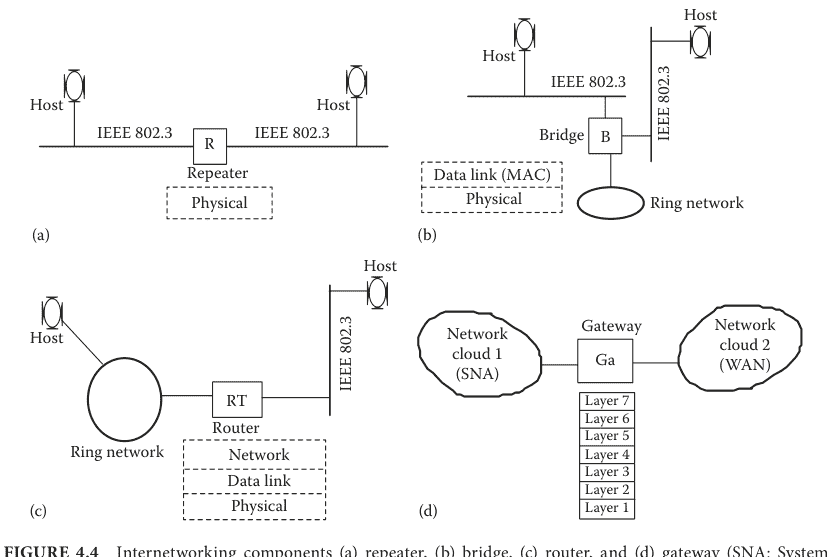 Host
Host
IEEE 802.3
IEEE 802.3
R
Repeater
Physical
(a)
Host
Host
IEEE 802.3
IEEE 802.3
Bridge
B
Data link (MAC)
Physical
Ring network
(b)
Host
Host
IEEE 802.3
RT
Router
Ring network
Network
Data link
Physical
(c)
Network
cloud 1
(SNA)
Gateway
Ga
Network
cloud 2
(WAN)
Layer 7
Layer 6
Layer 5
Layer 4
Layer 3
Layer 2
Layer 1
(d)
FIGURE 4.4 Internetworking components (a) repeater, (b) bridge, (c) router, and (d) gateway (SNA: System